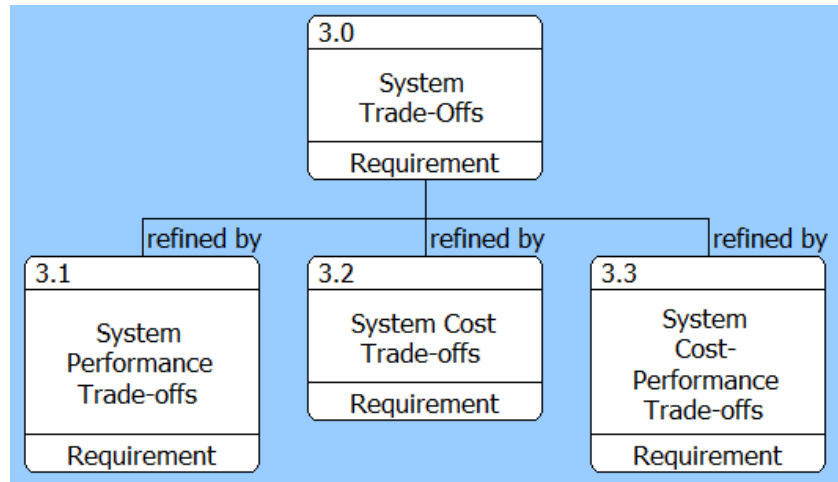 3.0
System
Trade-Offs
Requirement
refined by
refined by
refined by
3.1
System
Performance
Trade-offs
Requirement
3.2
System Cost
Trade-offs
Requirement
3.3
System
Cost-
Performance
Trade-offs
Requirement